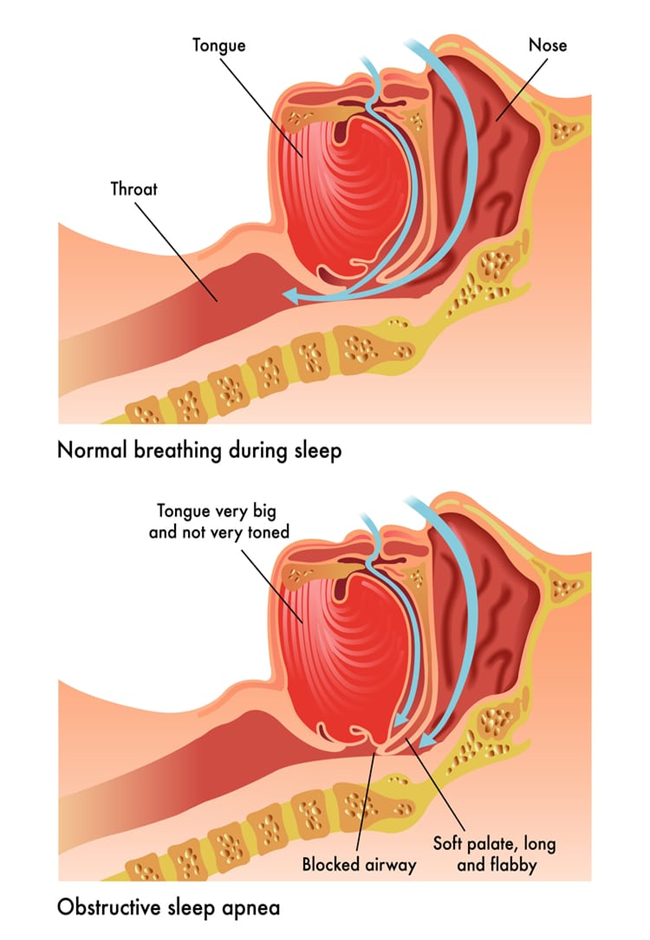 Tongue
Nose
Throat
Normal breathing during sleep
Tongue very big
and not very toned
Soft palate, long
and flabby
Blocked airway
Obstructive sleep apnea